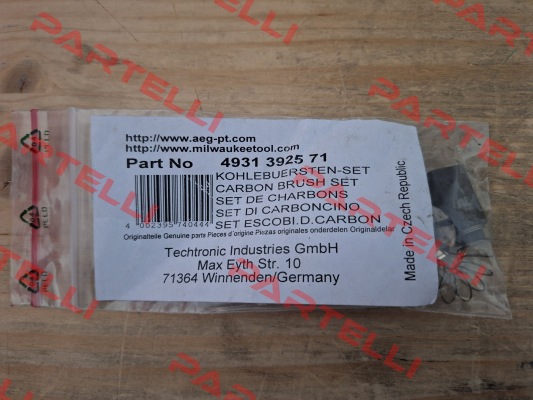 http://www.aeg-pt.com
http://www.milwaukeetool.com
Part No 4931 3925 71
KOHLEBUERSTEN-SET
CARBON BRUSH SET
SET DE CHARBONS
SET DI CARBONCINO
SET ESCOBI.D.CARBON
4 002395 740444
Originalteile Genuine parts Pieces d'origine Piezas originales onderdelen Originaldelar
Techtronic Industries GmbH
Max Eyth Str. 10
71364 Winnenden/Germany
Made in Czech Republic
PARTELLI
PARTELLI
PARTELLI
PARTELLI
PARTELLI
PARTELLI